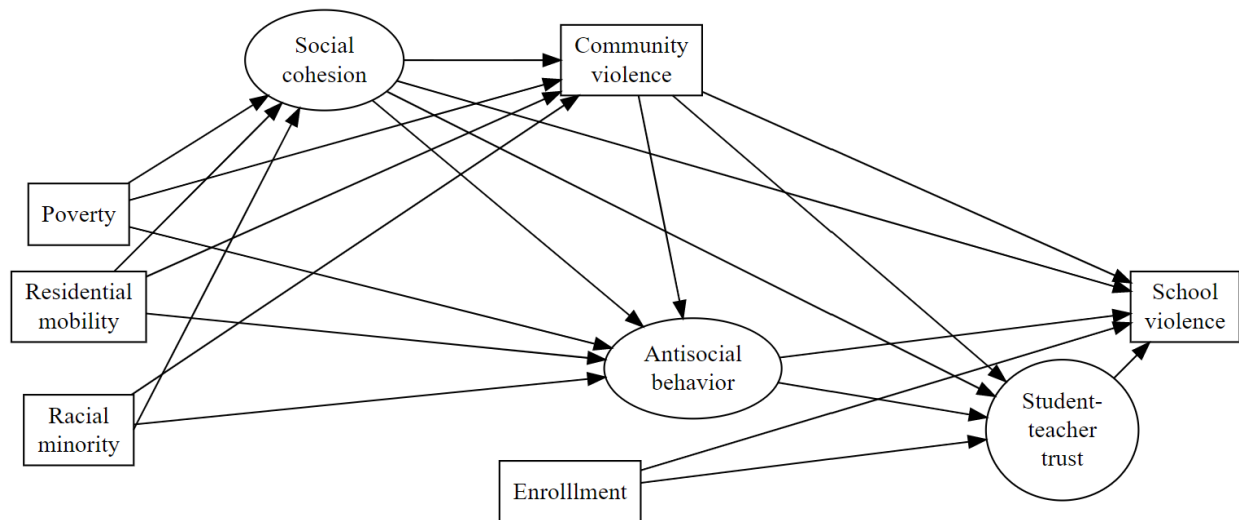 Social
cohesion
Community
violence
Poverty
Residential
mobility
School
violence
Antisocial
behavior
Racial
minority
Student-
teacher
trust
Enrolllment